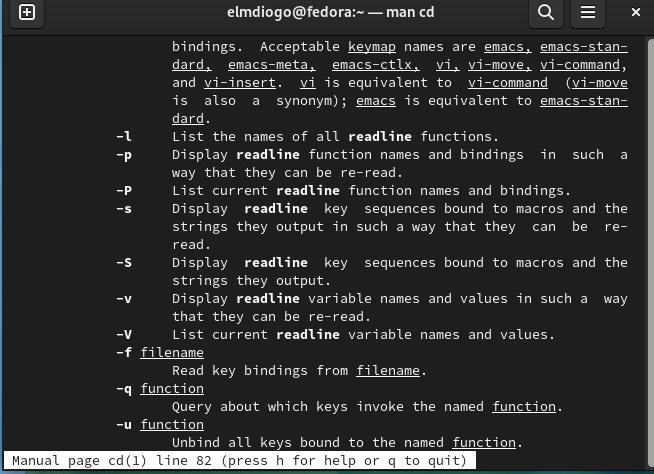 elmdiogo@fedora:~ — man cd
bindings.  Acceptable keymap names are emacs, emacs-stan-
dard,  emacs-meta,  emacs-ctlx,  vi, vi-move, vi-command,
and vi-insert.  vi is equivalent to  vi-command  (vi-move
is  also  a  synonym); emacs is equivalent to emacs-stan-
dard.
-l     List the names of all readline functions.
-p     Display readline function names and bindings  in  such  a
way that they can be re-read.
-P     List current readline function names and bindings.
-s     Display  readline  key  sequences bound to macros and the
strings they output in such a way that they  can  be  re-
read.
-S     Display  readline  key  sequences bound to macros and the
strings they output.
-v     Display readline variable names and values in such a  way
that they can be re-read.
-V     List current readline variable names and values.
-f filename
Read key bindings from filename.
-q function
Query about which keys invoke the named function.
-u function
Unbind all keys bound to the named function.
Manual page cd(1) line 82 (press h for help or q to quit)